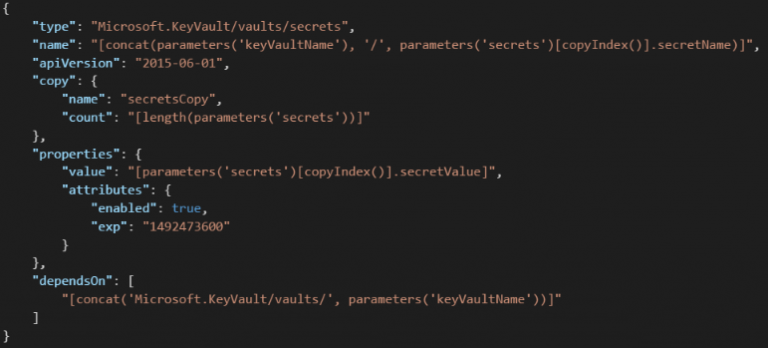 {
    "type": "Microsoft.KeyVault/vaults/secrets",
    "name": "[concat(parameters('keyVaultName'), '/', parameters('secrets')[copyIndex()].secretName)]",
    "apiVersion": "2015-06-01",
    "copy": {
        "name": "secretsCopy",
        "count": "[length(parameters('secrets'))]"
    },
    "properties": {
        "value": "[parameters('secrets')[copyIndex()].secretValue]",
        "attributes": {
            "enabled": true,
            "exp": "1492473600"
        }
    },
    "dependsOn": [
        "[concat('Microsoft.KeyVault/vaults/', parameters('keyVaultName'))]"
    ]
}